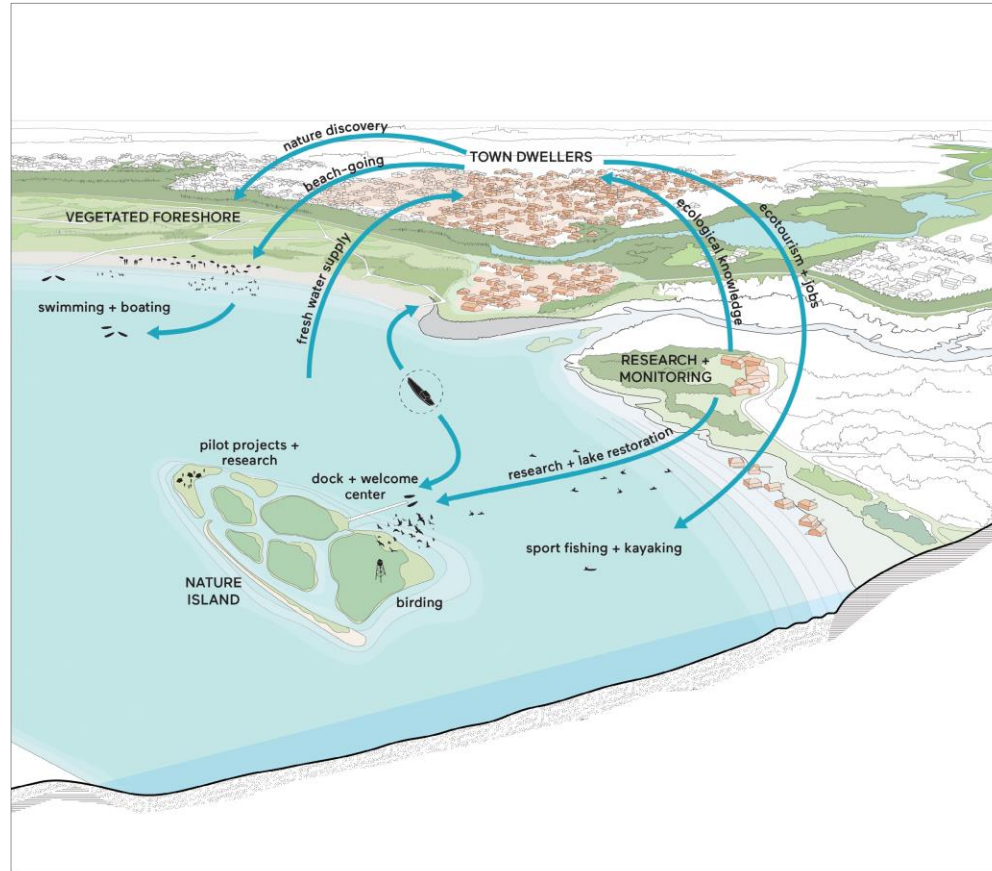 nature discovery
TOWN DWELLERS
beach-going
VEGETATED FORESHORE
ecological knowledge
ecotourism + jobs
fresh water supply
swimming + boating
RESEARCH +
MONITORING
pilot projects +
research
dock + welcome
center
research + lake restoration
sport fishing + kayaking
NATURE
ISLAND
birding